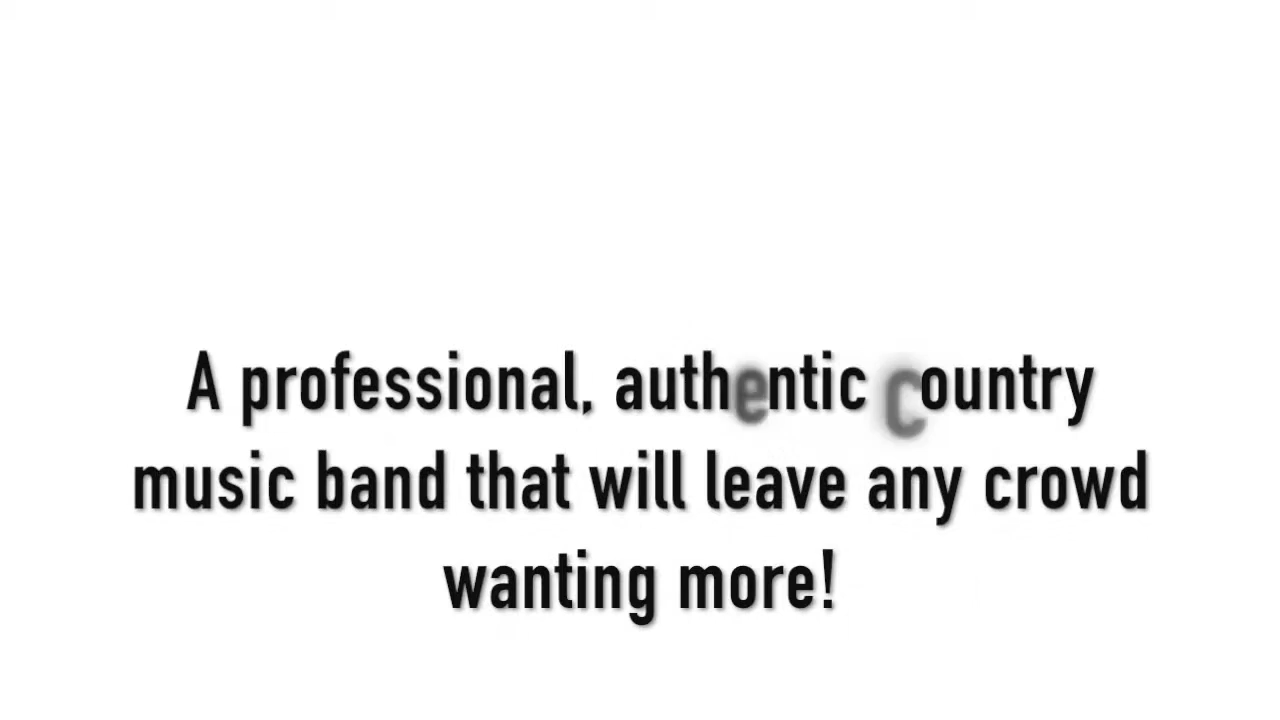 A professional, authentic country
music band that will leave any crowd
wanting more!